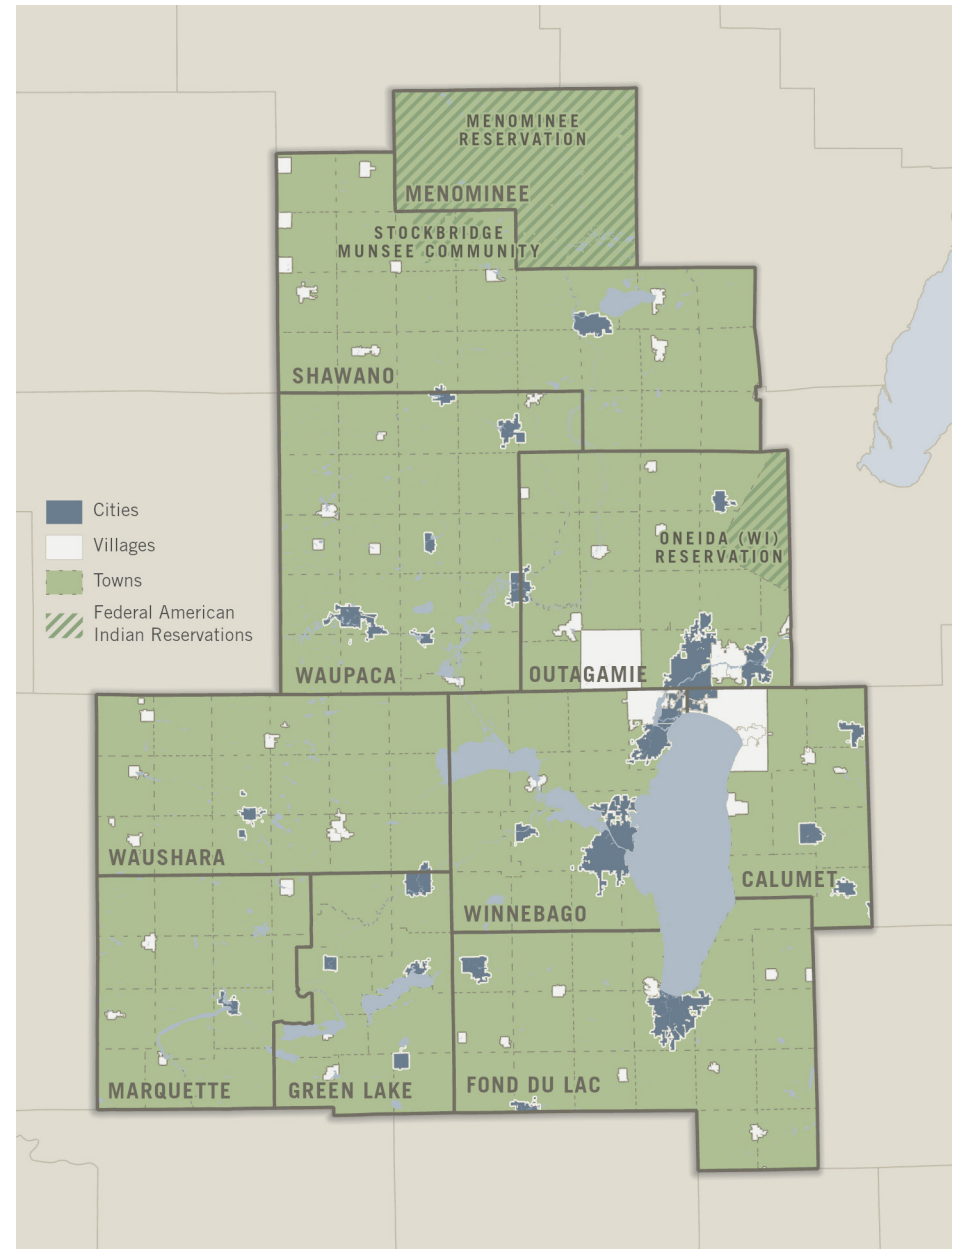 MENOMINEE
RESERVATION
MENOMINEE
STOCKBRIDGE
MUNSEE COMMUNITY
SHAWANO
Cities
Villages
Towns
Federal American
Indian Reservations
ONEIDA (WI)
RESERVATION
WAUPACA
OUTAGAMIE
WAUSHARA
CALUMET
WINNEBAGO
MARQUETTE
GREEN LAKE
FOND DU LAC